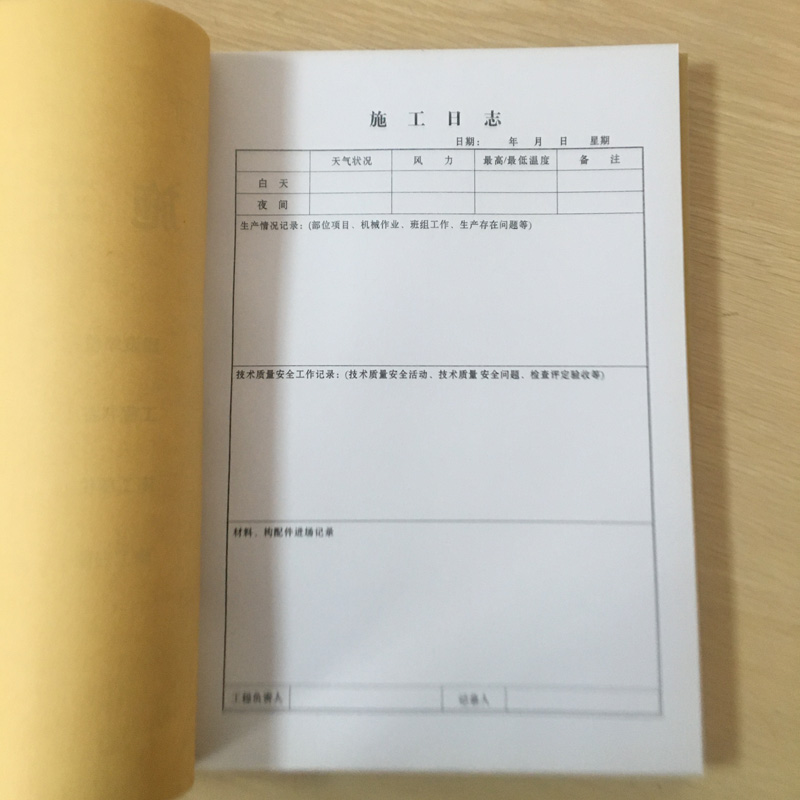 施 工 日 志
日期： 年 月 日 星期
天气状况 风 力 最高/最低温度 备 注
白 天
夜 间
生产情况记录：(部位项目、机械作业、班组工作、生产存在问题等)
技术质量安全工作记录：(技术质量安全活动、技术质量安全问题、检查评定验收等)
材料、构配件进场记录
工程负责人 记录人